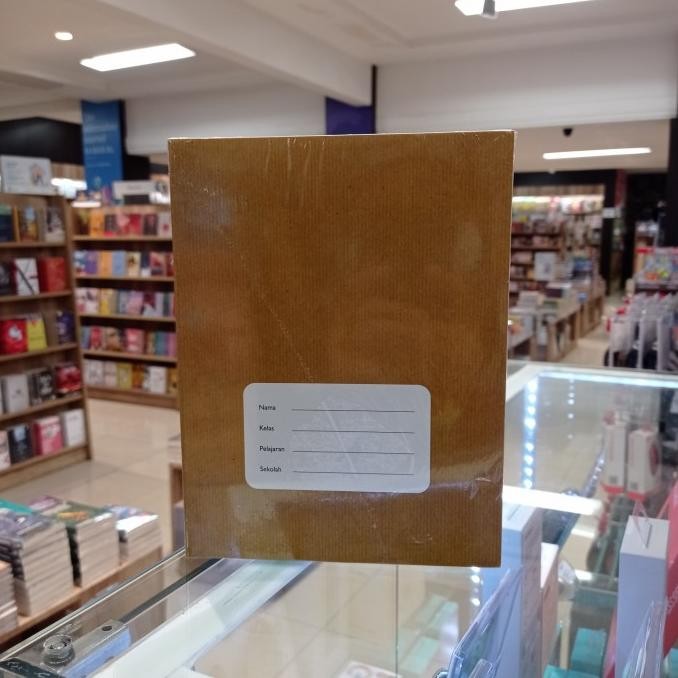 Nama
Kelas
Pelajaran
Sekolah